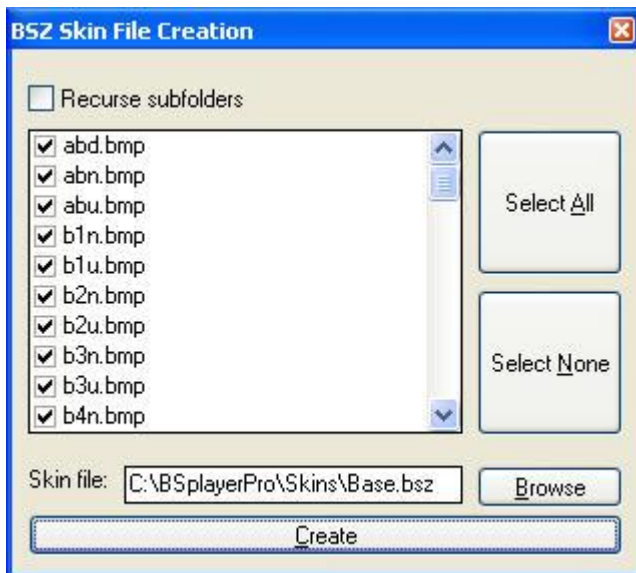 BSZ Skin File Creation
Recurse subfolders
abd.bmp
abn.bmp
abu.bmp
b1n.bmp
b1u.bmp
b2n.bmp
b2u.bmp
b3n.bmp
b3u.bmp
b4n.bmp
Select All
Select None
Skin file: C:\BSplayerPro\Skins\Base.bsz Browse
Create